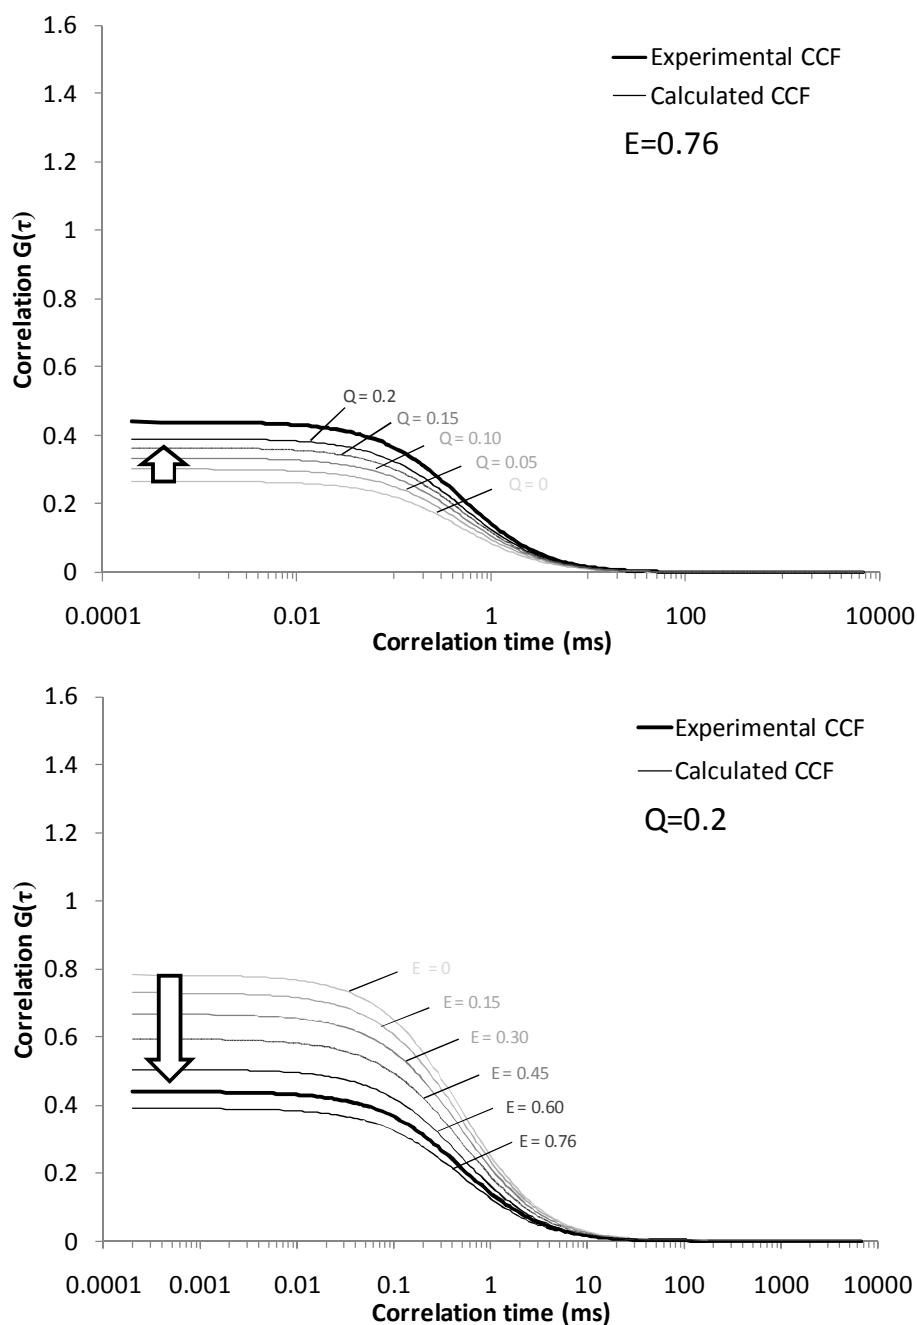 1.6
1.4
1.2
1
0.8
0.6
0.4
0.2
0
Correlation G(τ)
Experimental CCF
Calculated CCF
E=0.76
Q = 0.2
Q = 0.15
Q = 0.10
Q = 0.05
Q = 0
0.0001 0.01 1 100 10000
Correlation time (ms)
1.6
1.4
1.2
1
0.8
0.6
0.4
0.2
0
Correlation G(τ)
Experimental CCF
Calculated CCF
Q=0.2
E = 0
E = 0.15
E = 0.30
E = 0.45
E = 0.60
E = 0.76
0.0001 0.001 0.01 0.1 1 10 100 1000 10000
Correlation time (ms)